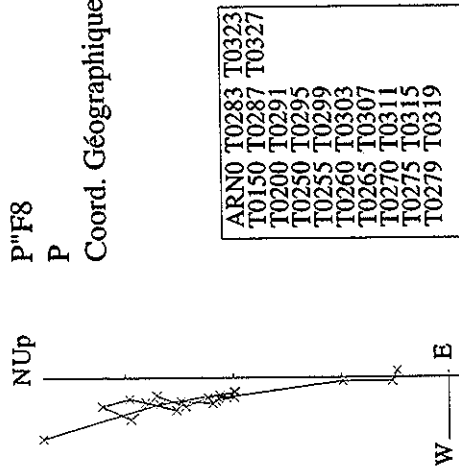 P"F8
P
Coord. Géographique
NUp
W
E
ARN0 T0283 T0323
T0150 T0287 T0327
T0200 T0291
T0250 T0295
T0255 T0299
T0260 T0303
T0265 T0307
T0270 T0311
T0275 T0315
T0279 T0319